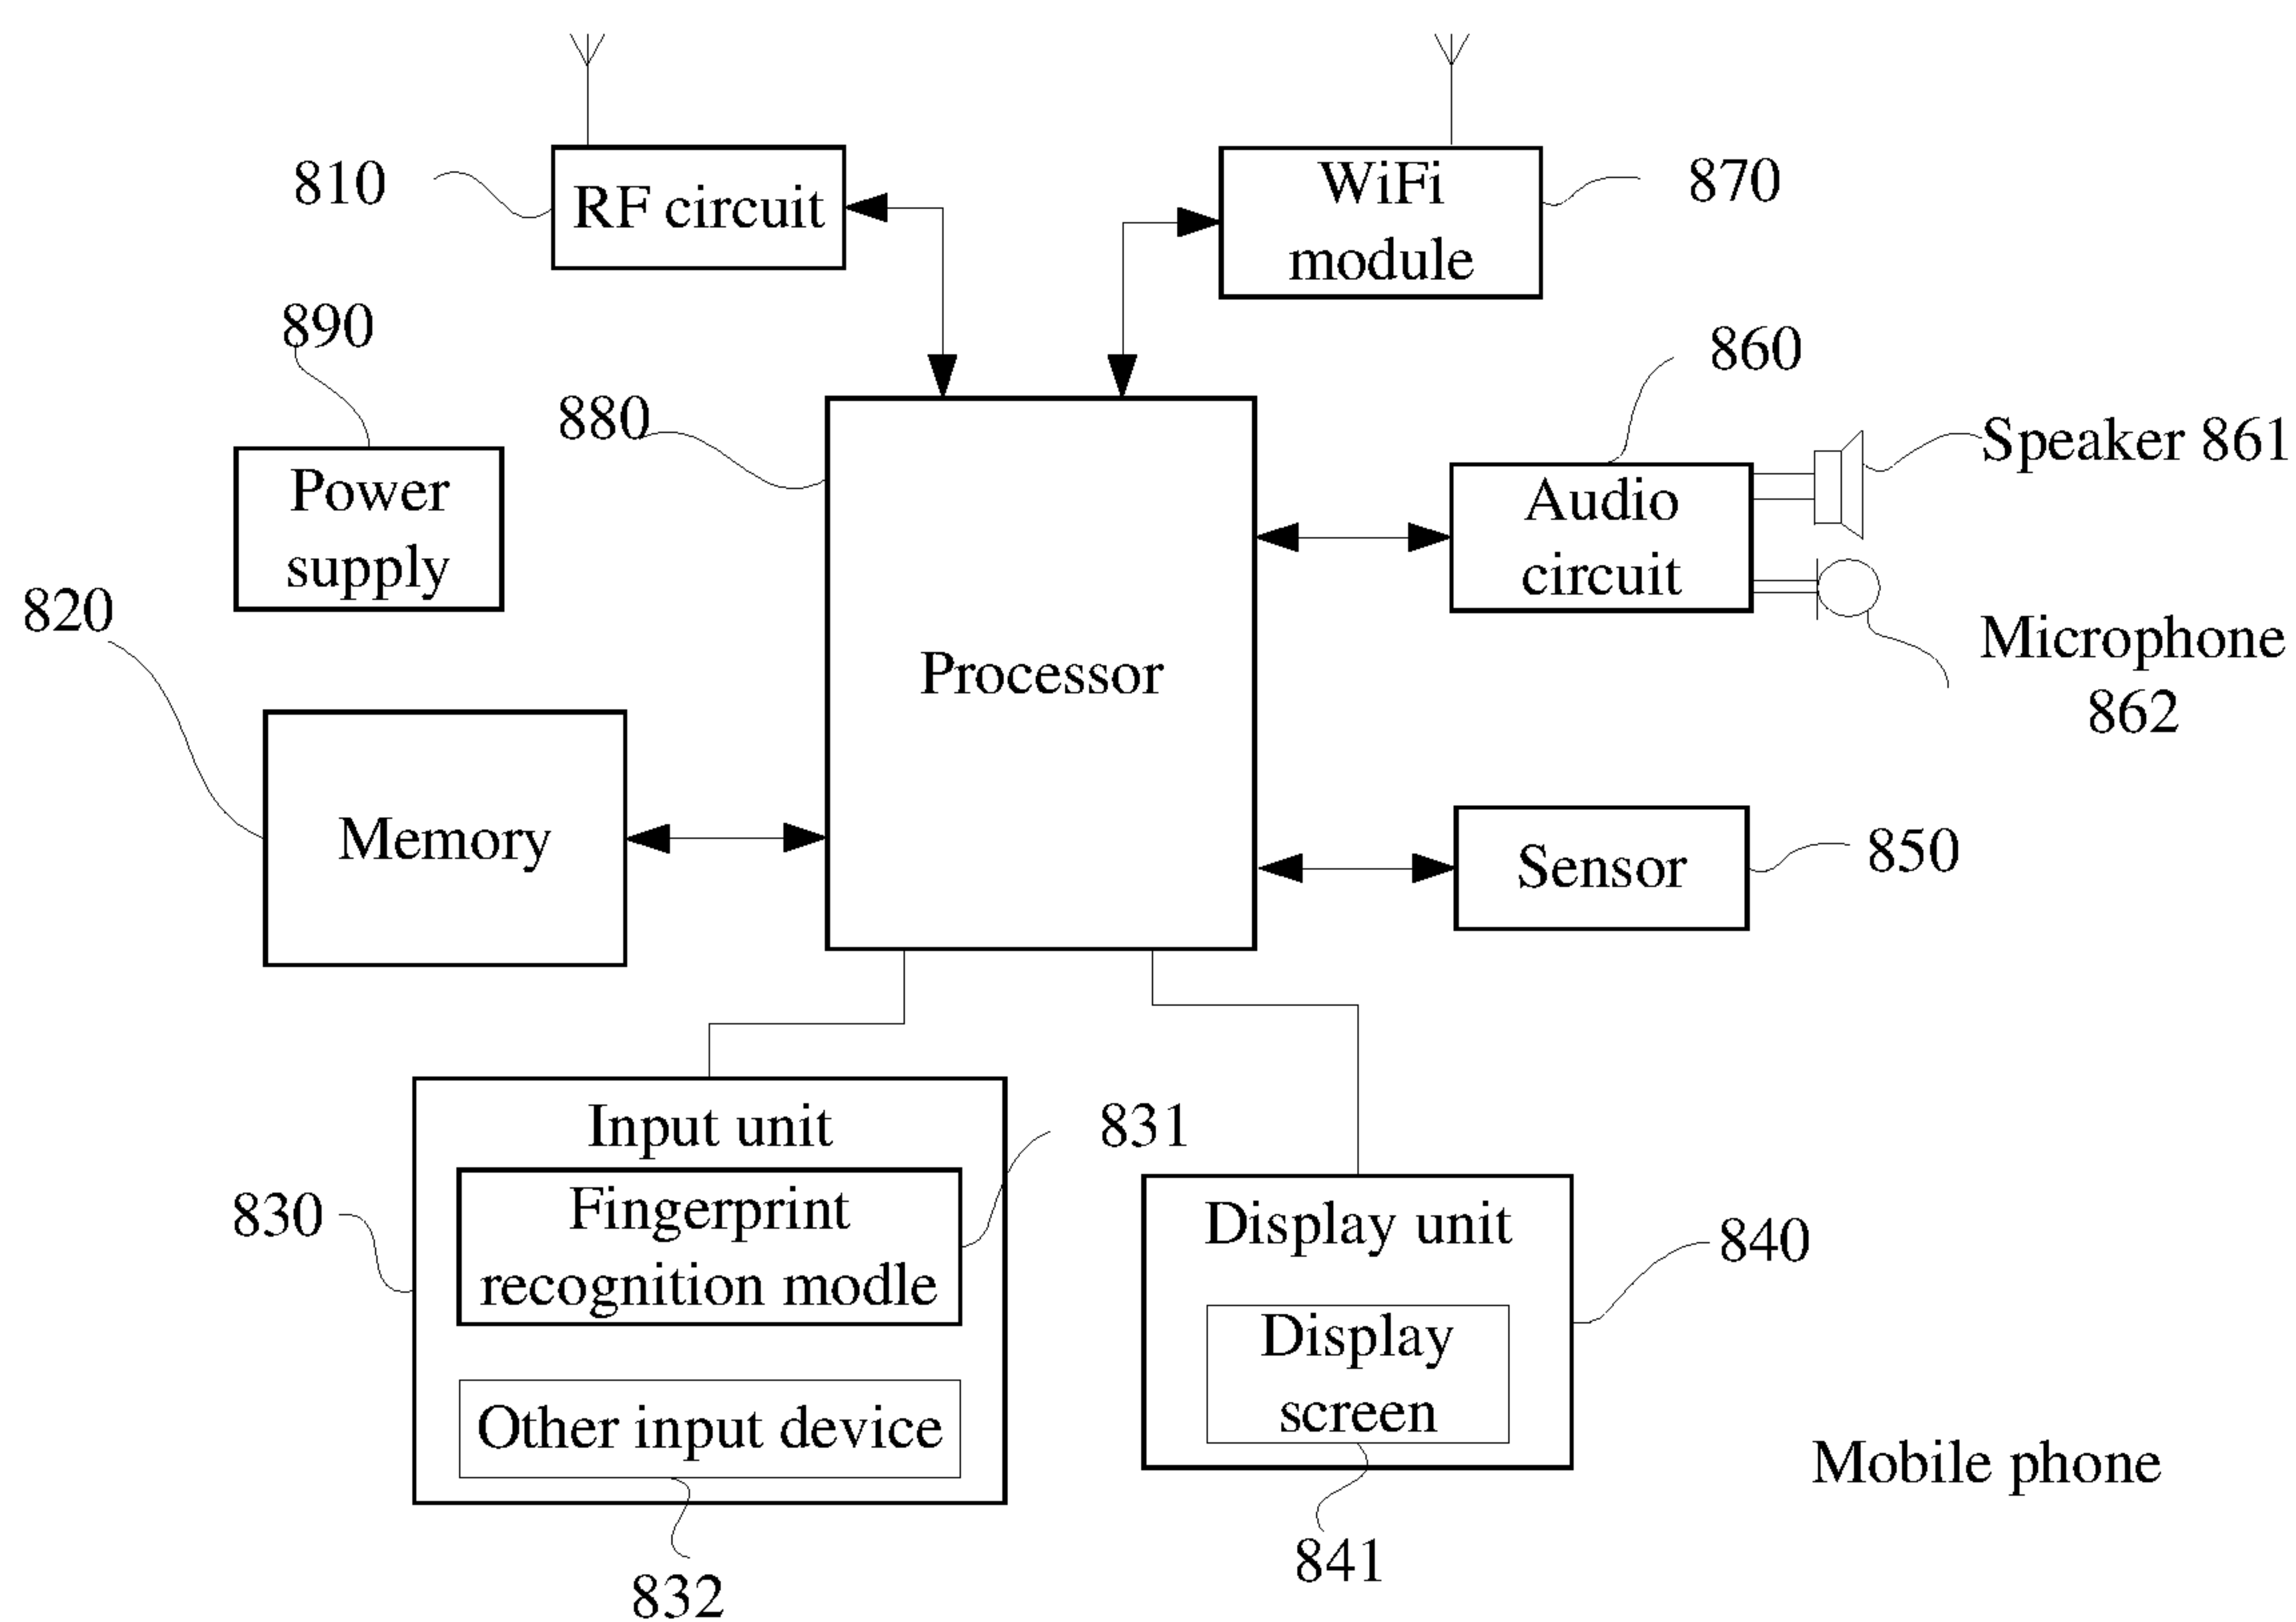 810
RF circuit
WiFi
module
870
890
880
860
Speaker 861
Power
supply
Audio
circuit
820
Processor
Microphone
862
Memory
Sensor
850
Input unit
831
830
Fingerprint
recognition modle
Display unit
840
Display
screen
Other input device
Mobile phone
841
832